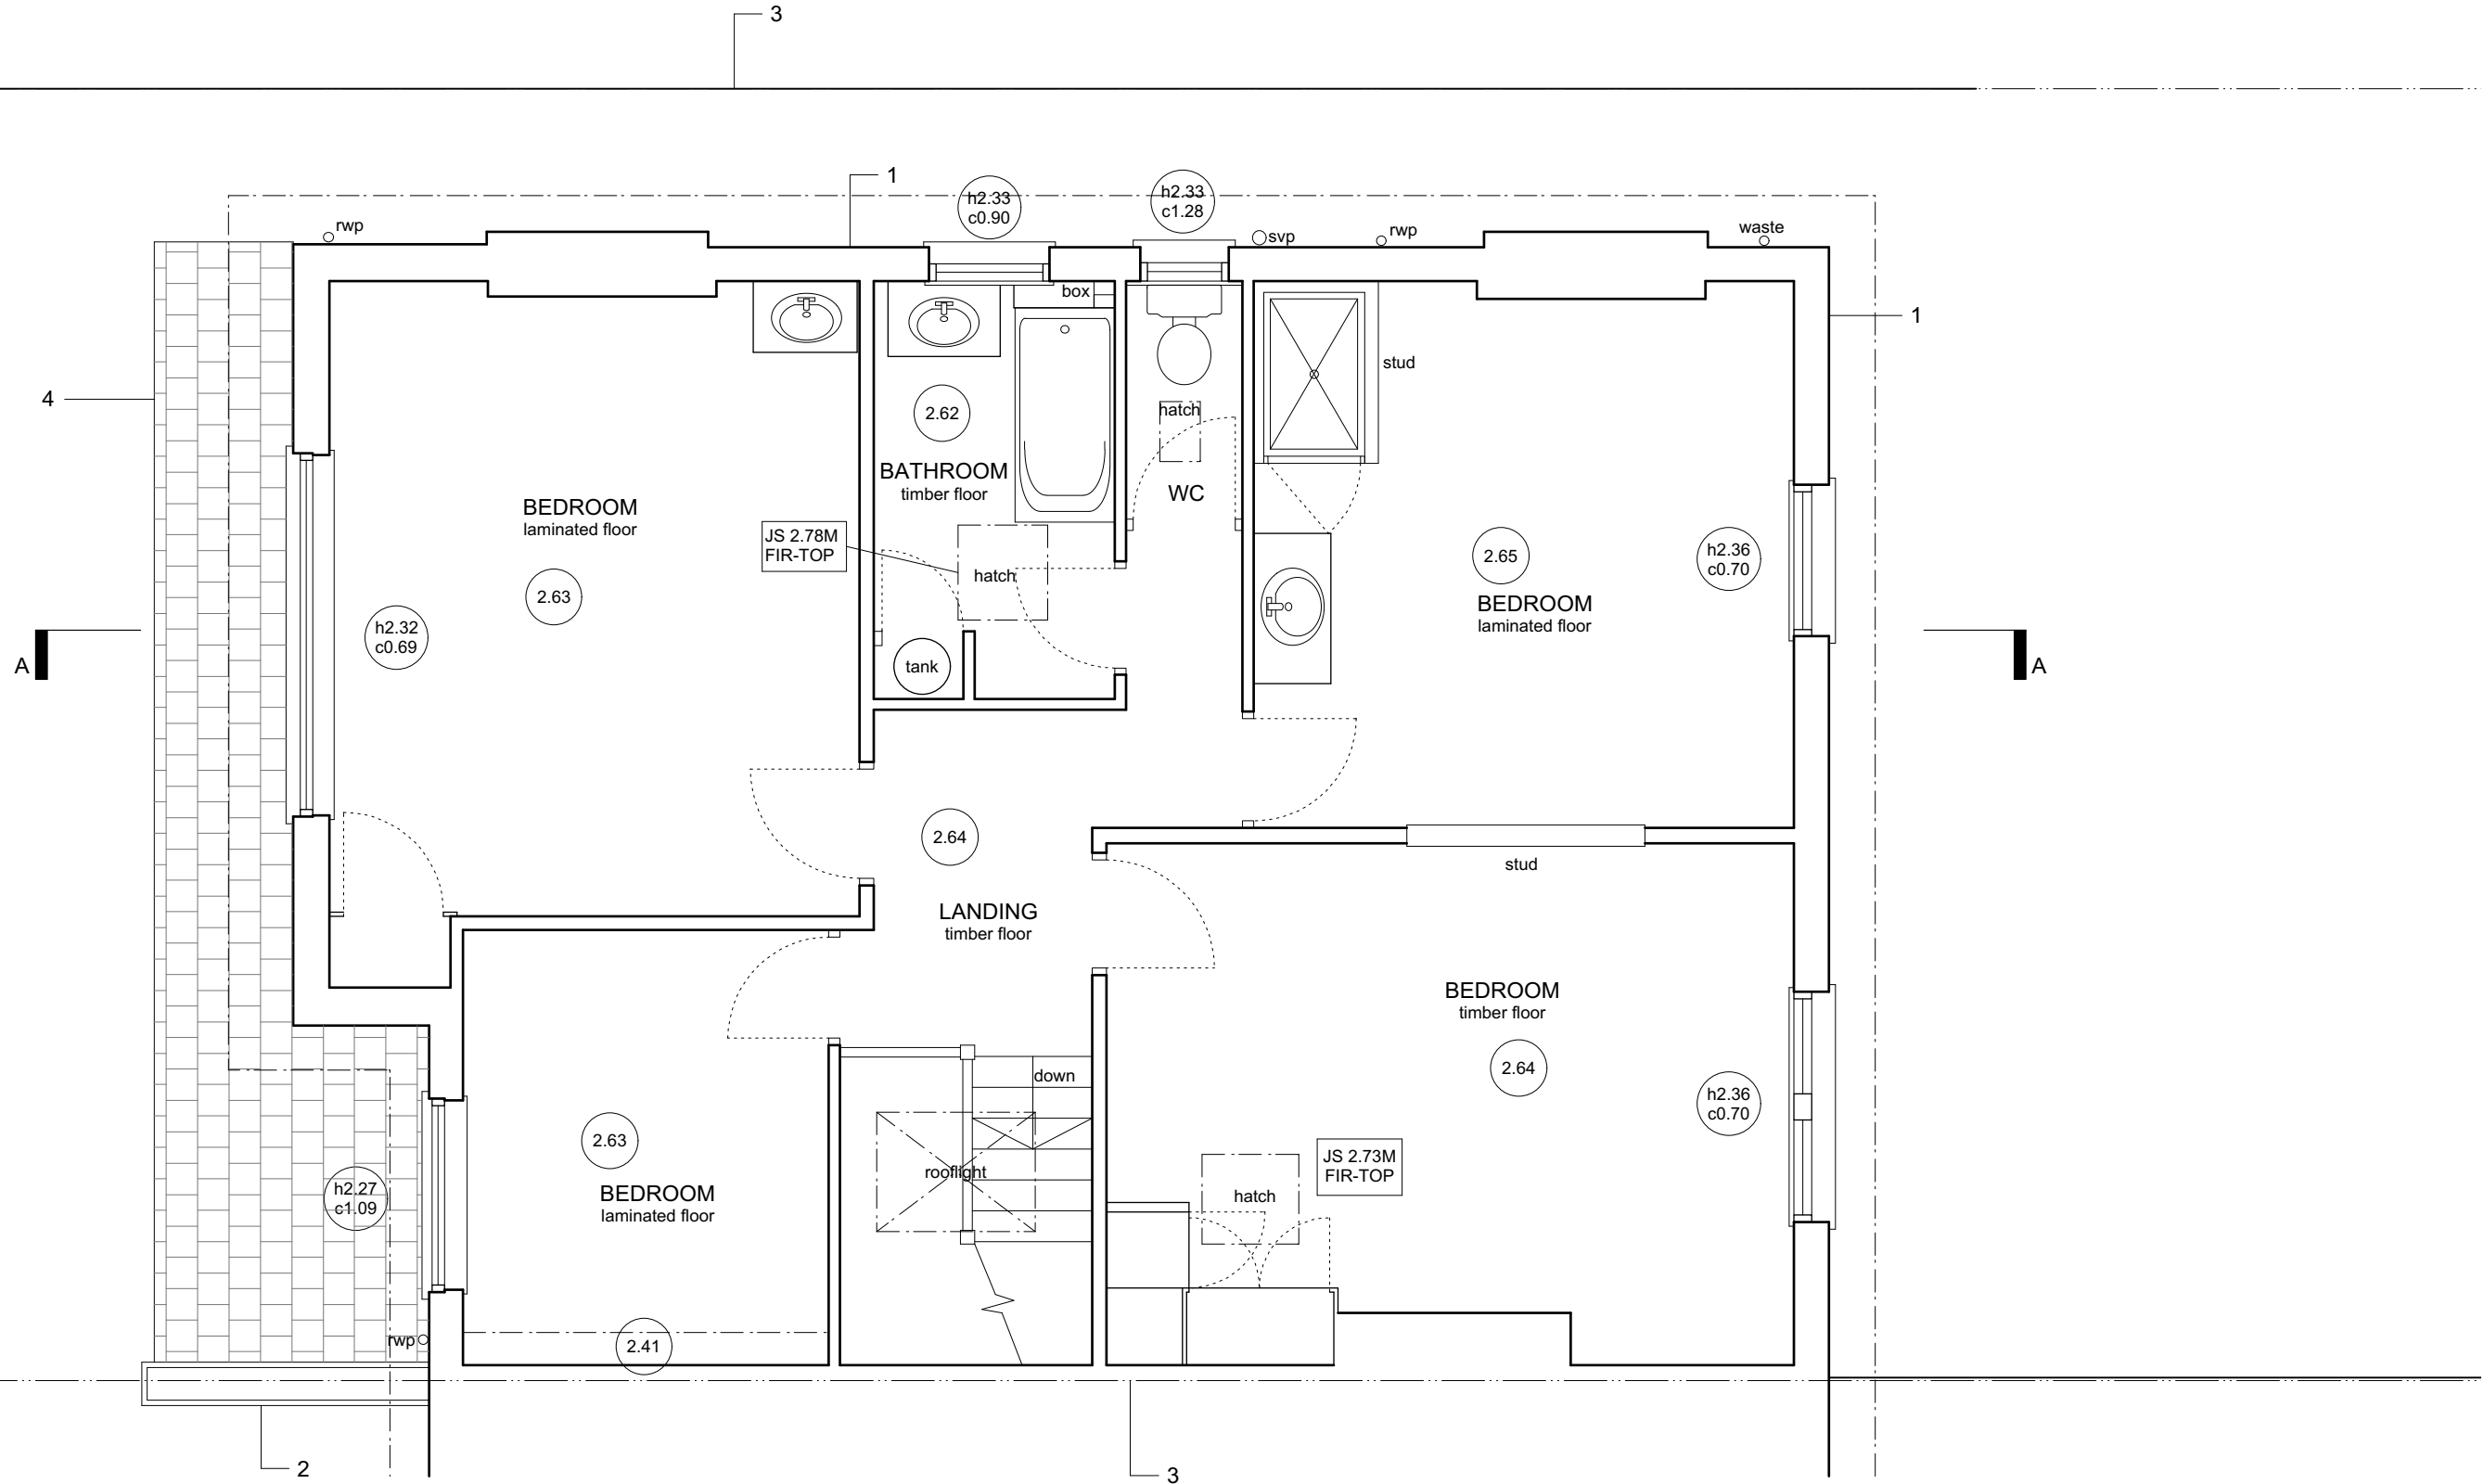 3
1
h2.33
c0.90
h2.33
c1.28
rwp
svp
rwp
waste
box
1
stud
4
2.62
hatch
BATHROOM
timber floor
WC
BEDROOM
laminated floor
JS 2.78M
FIR-TOP
hatch
2.63
2.65
h2.36
c0.70
BEDROOM
laminated floor
h2.32
c0.69
A
tank
A
2.64
stud
LANDING
timber floor
BEDROOM
timber floor
2.64
down
h2.36
c0.70
2.63
rooflight
JS 2.73M
FIR-TOP
h2.27
c1.09
BEDROOM
laminated floor
hatch
rwp
2.41
2
3